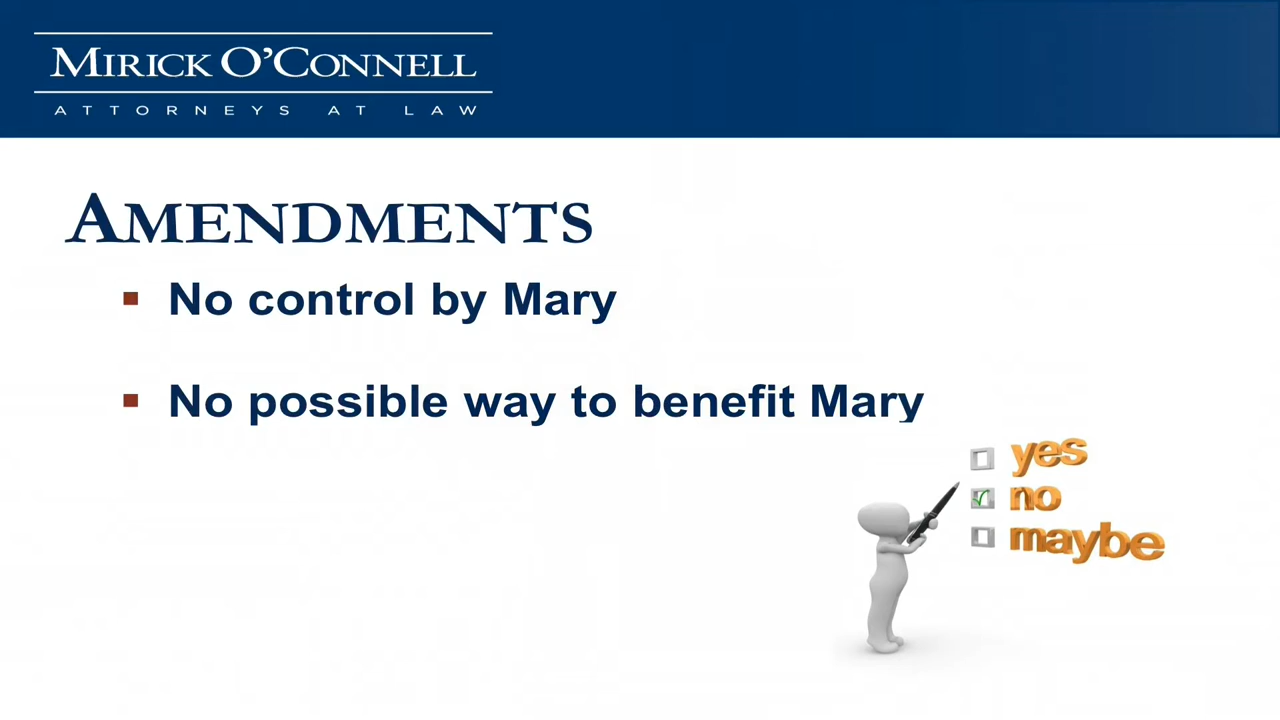 MIRICK O'CONNELL
ATTORNEYS AT LAW
AMENDMENTS
No control by Mary
No possible way to benefit Mary
yes
no
maybe